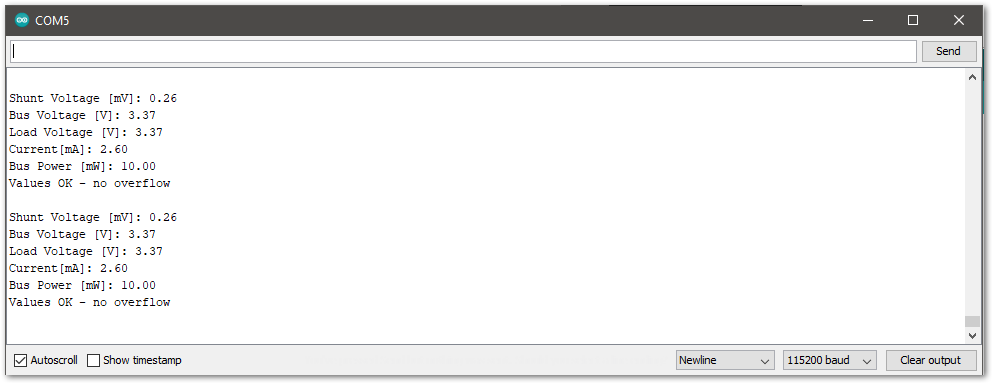 COM5
Send
Shunt Voltage [mV]: 0.26
Bus Voltage [V]: 3.37
Load Voltage [V]: 3.37
Current[mA]: 2.60
Bus Power [mW]: 10.00
Values OK - no overflow
Shunt Voltage [mV]: 0.26
Bus Voltage [V]: 3.37
Load Voltage [V]: 3.37
Current[mA]: 2.60
Bus Power [mW]: 10.00
Values OK - no overflow
Autoscroll Show timestamp Newline 115200 baud Clear output